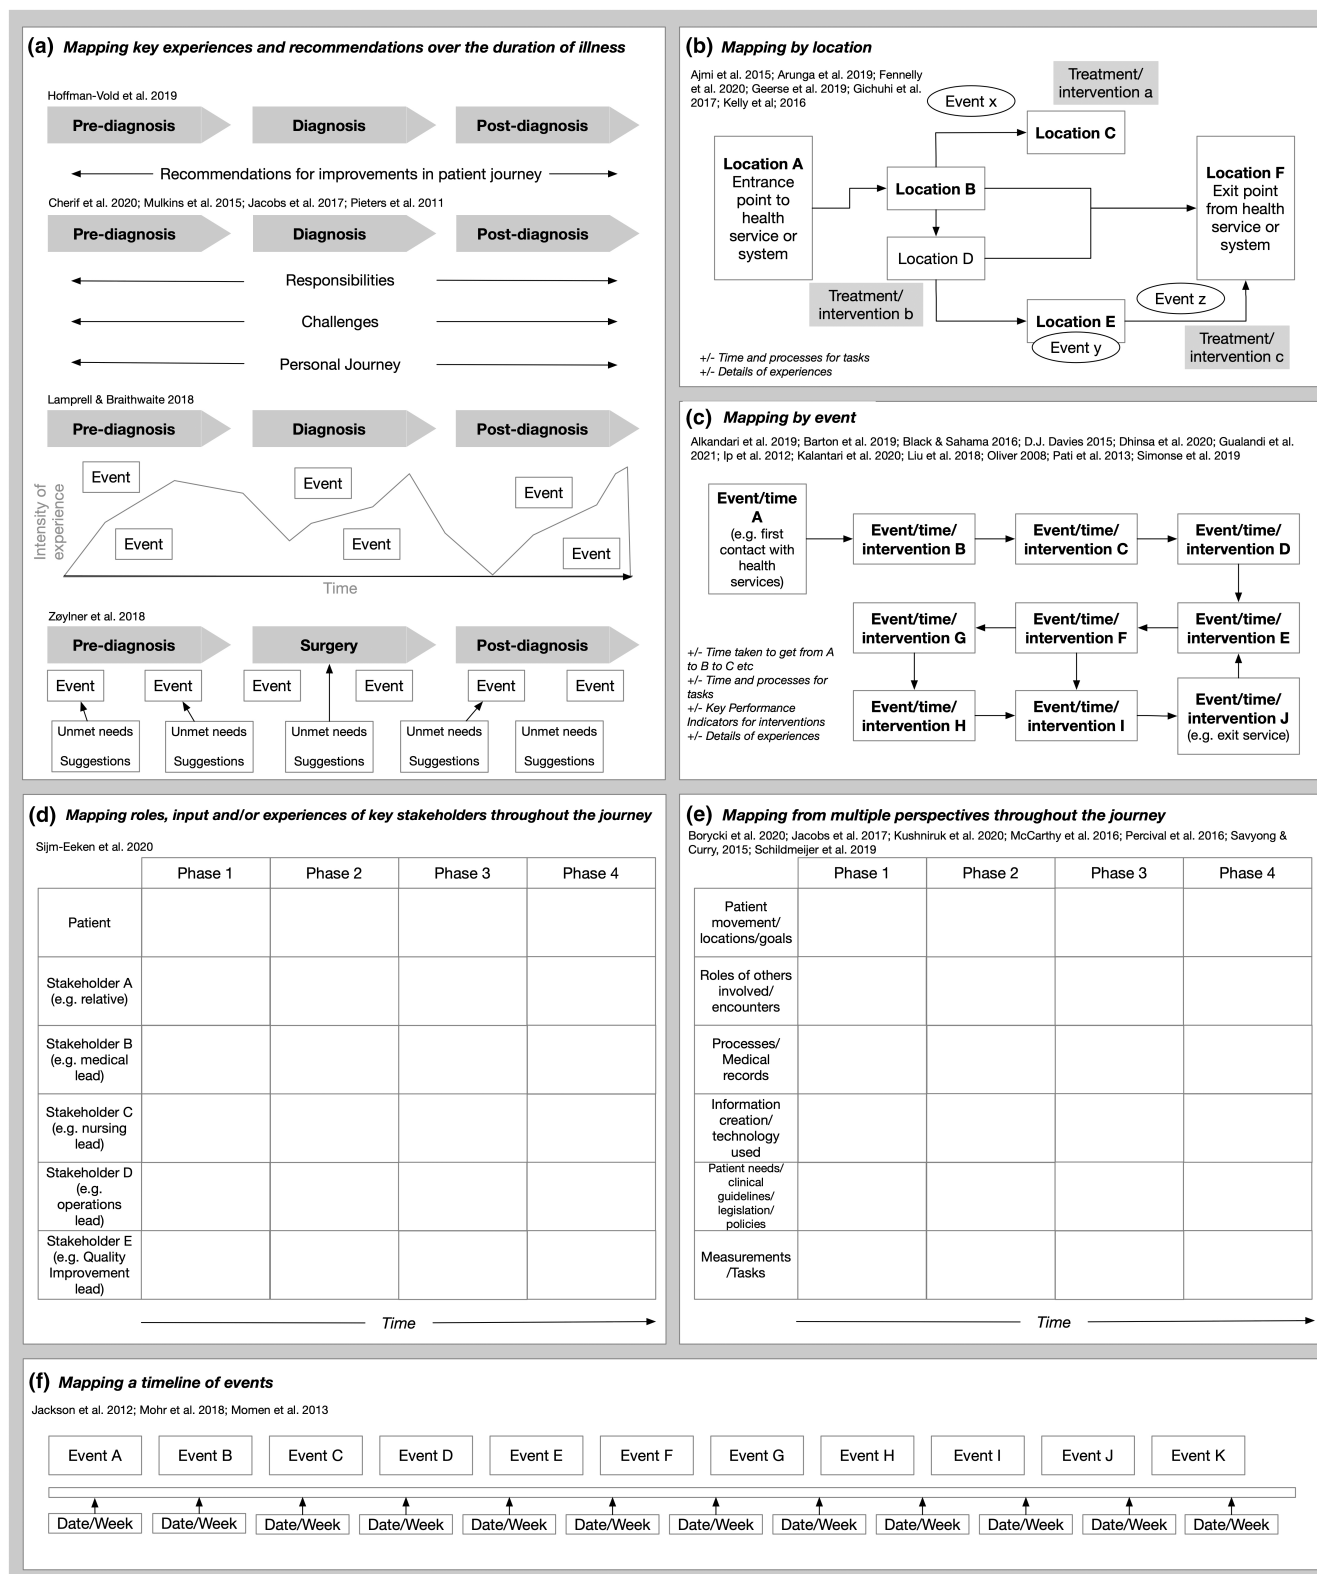 (a) Mapping key experiences and recommendations over the duration of illness
Hoffman-Vold et al. 2019
Pre-diagnosis
Diagnosis
Post-diagnosis
Recommendations for improvements in patient journey
Cherif et al. 2020; Mulkins et al. 2015; Jacobs et al. 2017; Pieters et al. 2011
Pre-diagnosis
Diagnosis
Post-diagnosis
Responsibilities
Challenges
Personal Journey
Lamprell & Braithwaite 2018
Pre-diagnosis
Diagnosis
Post-diagnosis
Intensity of
experience
Event
Event
Event
Event
Event
Event
Time
Zøylner et al. 2018
Pre-diagnosis
Surgery
Post-diagnosis
Event
Event
Event
Event
Event
Event
Unmet needs
Suggestions
Unmet needs
Suggestions
Unmet needs
Suggestions
Unmet needs
Suggestions
Unmet needs
Suggestions
(b) Mapping by location
Ajmi et al. 2015; Arunga et al. 2019; Fennelly
et al. 2020; Geerse et al. 2019; Gichuhi et al.
2017; Kelly et al; 2016
Event x
Treatment/
intervention a
Location C
Location A
Entrance
point to
health
service or
system
Location B
Location D
Location F
Exit point
from health
service or
system
Treatment/
intervention b
Event z
Location E
Event y
Treatment/
intervention c
+/- Time and processes for tasks
+/- Details of experiences
(c) Mapping by event
Alkandari et al. 2019; Barton et al. 2019; Black & Sahama 2016; D.J. Davies 2015; Dhinsa et al. 2020; Gualandi et al.
2021; Ip et al. 2012; Kalantari et al. 2020; Liu et al. 2018; Oliver 2008; Pati et al. 2013; Simonse et al. 2019
Event/time
A
(e.g. first
contact with
health
services)
Event/time/
intervention B
Event/time/
intervention C
Event/time/
intervention D
Event/time/
intervention G
Event/time/
intervention F
Event/time/
intervention E
+/- Time taken to get from A
to B to C etc
+/- Time and processes for
tasks
+/- Key Performance
Indicators for interventions
+/- Details of experiences
Event/time/
intervention H
Event/time/
intervention I
Event/time/
intervention J
(e.g. exit service)
(d) Mapping roles, input and/or experiences of key stakeholders throughout the journey
Sijm-Eeken et al. 2020
Phase 1
Phase 2
Phase 3
Phase 4
Patient
Stakeholder A
(e.g. relative)
Stakeholder B
(e.g. medical
lead)
Stakeholder C
(e.g. nursing
lead)
Stakeholder D
(e.g.
operations
lead)
Stakeholder E
(e.g. Quality
Improvement
lead)
Time
(e) Mapping from multiple perspectives throughout the journey
Borycki et al. 2020; Jacobs et al. 2017; Kushniruk et al. 2020; McCarthy et al. 2016; Percival et al. 2016; Savyong &
Curry, 2015; Schildmeijer et al. 2019
Phase 1
Phase 2
Phase 3
Phase 4
Patient
movement/
locations/goals
Roles of others
involved/
encounters
Processes/
Medical
records
Information
creation/
technology
used
Patient needs/
clinical
guidelines/
legislation/
policies
Measurements
/Tasks
Time
(f) Mapping a timeline of events
Jackson et al. 2012; Mohr et al. 2018; Momen et al. 2013
Event A
Event B
Event C
Event D
Event E
Event F
Event G
Event H
Event I
Event J
Event K
Date/Week
Date/Week
Date/Week
Date/Week
Date/Week
Date/Week
Date/Week
Date/Week
Date/Week
Date/Week
Date/Week
Date/Week